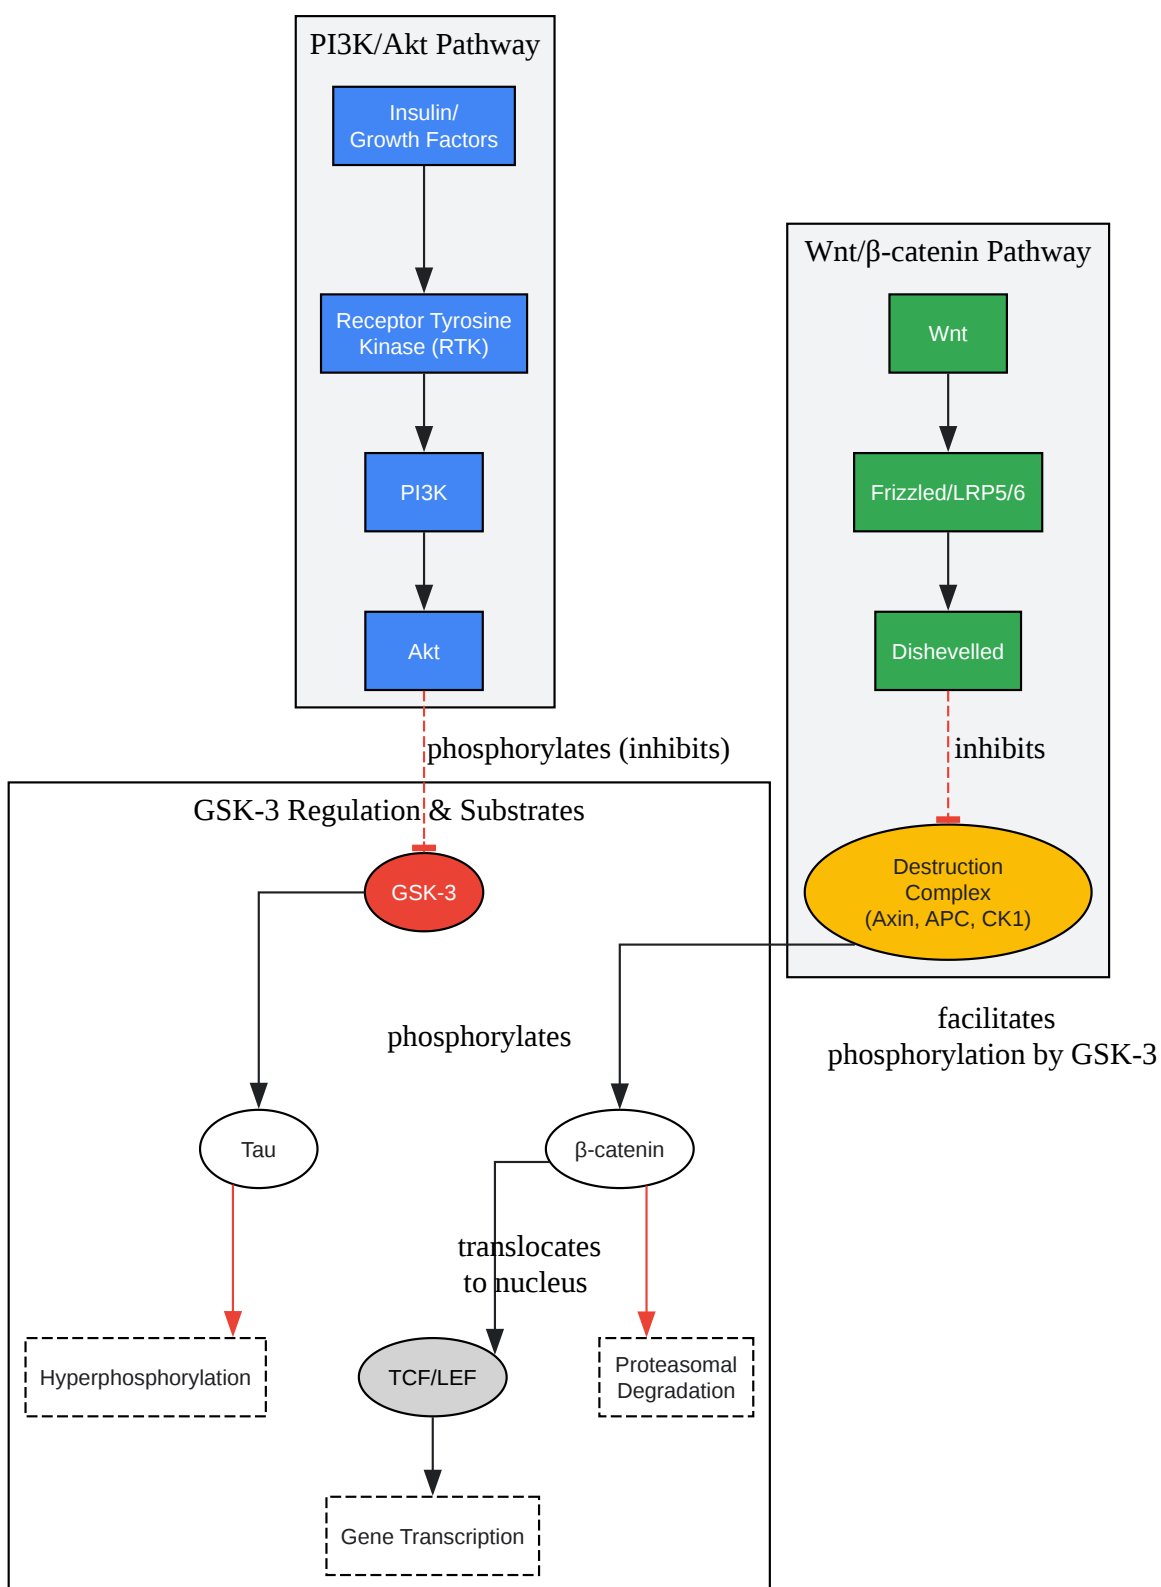 PI3K/Akt Pathway
Insulin/
Growth Factors
Receptor Tyrosine
Kinase (RTK)
PI3K
Akt
phosphorylates (inhibits)
Wnt/β-catenin Pathway
Wnt
Frizzled/LRP5/6
Dishevelled
inhibits
Destruction
Complex
(Axin, APC, CK1)
facilitates
phosphorylation by GSK-3
GSK-3 Regulation & Substrates
GSK-3
phosphorylates
Tau
β-catenin
translocates
to nucleus
Hyperphosphorylation
TCF/LEF
Proteasomal
Degradation
Gene Transcription